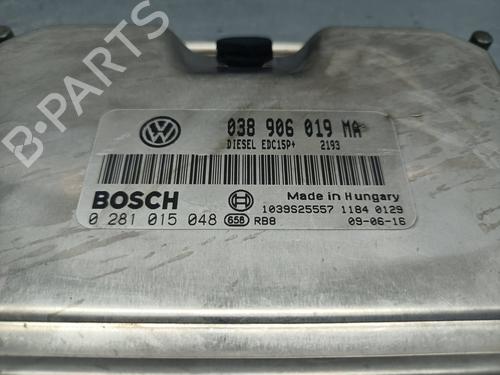 B-PARTS
038 906 019 MA
DIESEL EDC15P+ 2193
BOSCH
Made in Hungary
1039S25557 1184 0129
0 281 015 048 658 RB8 09-06-16